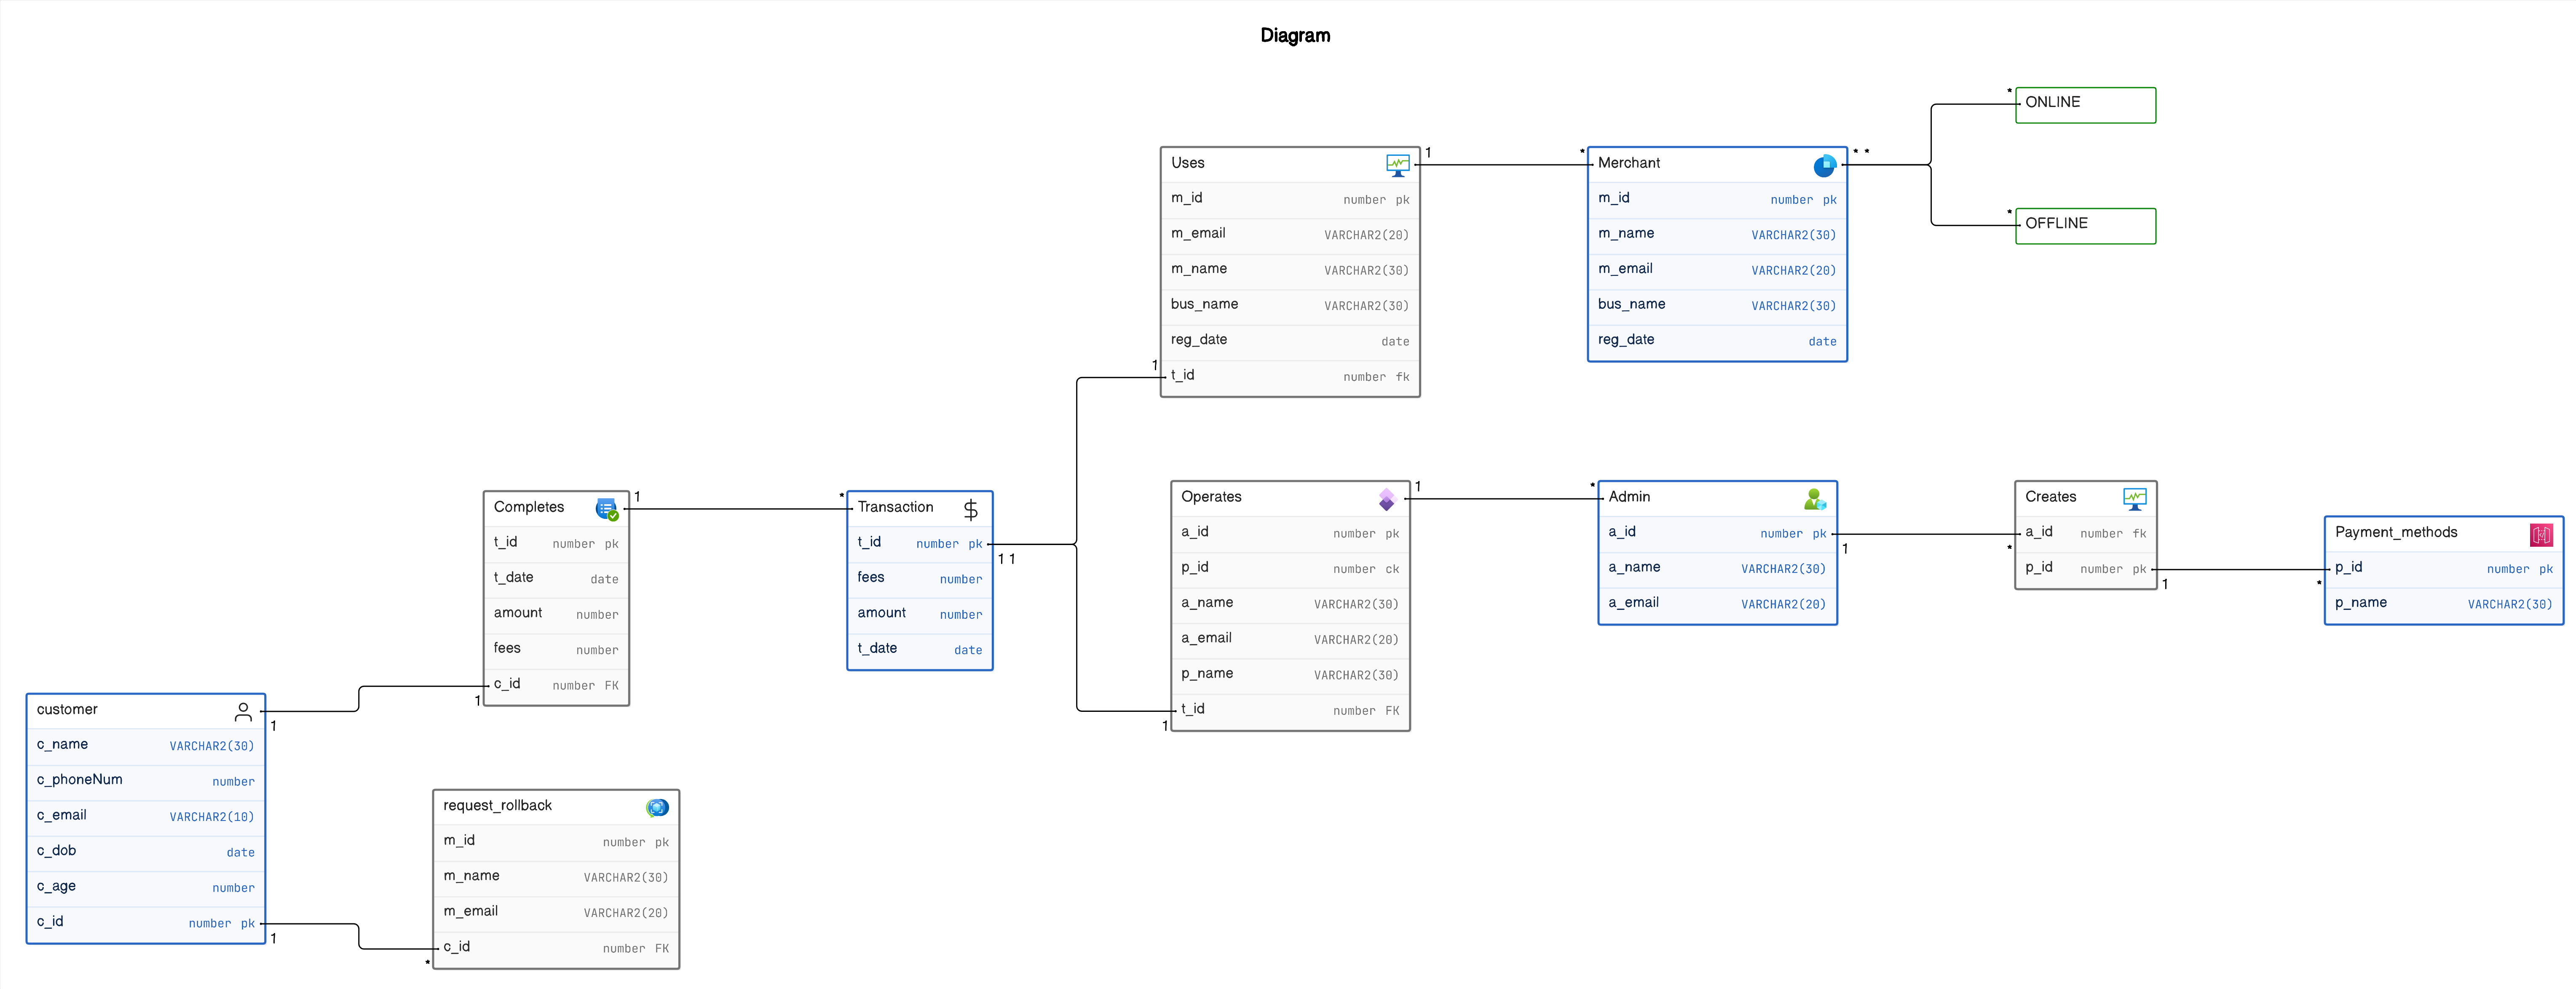 Diagram
*
ONLINE
*
OFFLINE
Uses
1
m_id number pk
m_email VARCHAR2(20)
m_name VARCHAR2(30)
bus_name VARCHAR2(30)
reg_date date
1
t_id number fk
*
Merchant
* *
m_id number pk
m_name VARCHAR2(30)
m_email VARCHAR2(20)
bus_name VARCHAR2(30)
reg_date date
Completes
1
t_id number pk
t_date date
amount number
fees number
c_id number FK
1
*
Transaction
t_id number pk
1 1
fees number
amount number
t_date date
Operates
1
a_id number pk
p_id number ck
a_name VARCHAR2(30)
a_email VARCHAR2(20)
p_name VARCHAR2(30)
t_id number FK
1
*
Admin
a_id number pk
1
a_name VARCHAR2(30)
a_email VARCHAR2(20)
Creates
a_id number fk
*
p_id number pk
1
Payment_methods
p_id number pk
*
p_name VARCHAR2(30)
customer
1
c_name VARCHAR2(30)
c_phoneNum number
c_email VARCHAR2(10)
c_dob date
c_age number
c_id number pk
1
request_rollback
m_id number pk
m_name VARCHAR2(30)
m_email VARCHAR2(20)
c_id number FK
*